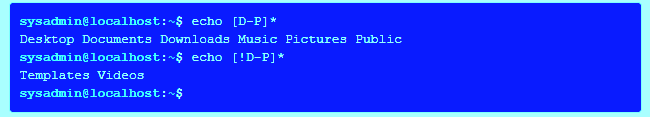 sysadmin@localhost:~$ echo [D-P]*
Desktop Documents Downloads Music Pictures Public
sysadmin@localhost:~$ echo [!D-P]*
Templates Videos
sysadmin@localhost:~$